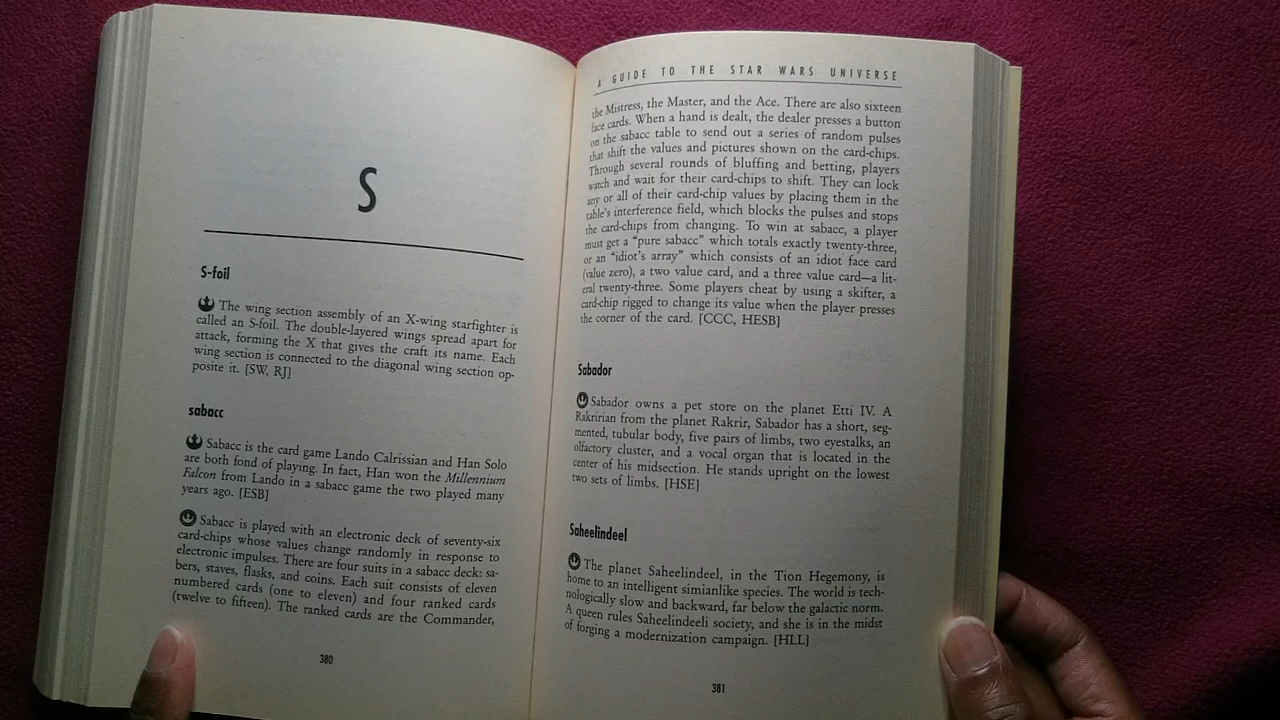 S
S-foil
The wing section assembly of an X-wing starfighter is
called an S-foil. The double-layered wings spread apart for
attack, forming the X that gives the craft its name. Each
wing section is connected to the diagonal wing section op-
posite it. [SW, RJ]
sabacc
Sabacc is the card game Lando Calrissian and Han Solo
are both fond of playing. In fact, Han won the Millennium
Falcon from Lando in a sabacc game the two played many
years ago. [ESB]
Sabacc is played with an electronic deck of seventy-six
card-chips whose values change randomly in response to
electronic impulses. There are four suits in a sabacc deck: sa-
bers, staves, flasks, and coins. Each suit consists of eleven
numbered cards (one to eleven) and four ranked cards
(twelve to fifteen). The ranked cards are the Commander,
380
A GUIDE TO THE STAR WARS UNIVERSE
the Mistress, the Master, and the Ace. There are also sixteen
face cards. When a hand is dealt, the dealer presses a button
on the sabacc table to send out a series of random pulses
that shift the values and pictures shown on the card-chips.
Through several rounds of bluffing and betting, players
watch and wait for their card-chips to shift. They can lock
any or all of their card-chip values by placing them in the
table's interference field, which blocks the pulses and stops
the card-chips from changing. To win at sabacc, a player
must get a “pure sabacc” which totals exactly twenty-three,
or an “idiot's array” which consists of an idiot face card
(value zero), a two value card, and a three value card—a lit-
eral twenty-three. Some players cheat by using a skifter, a
card-chip rigged to change its value when the player presses
the corner of the card. [CCC, HESB]
Sabador
Sabador owns a pet store on the planet Etti IV. A
Rakririan from the planet Rakrir, Sabador has a short, seg-
mented, tubular body, five pairs of limbs, two eyestalks, an
olfactory cluster, and a vocal organ that is located in the
center of his midsection. He stands upright on the lowest
two sets of limbs. [HSE]
Saheelindeel
The planet Saheelindeel, in the Tion Hegemony, is
home to an intelligent simianlike species. The world is tech-
nologically slow and backward, far below the galactic norm.
A queen rules Saheelindeeli society, and she is in the midst
of forging a modernization campaign. [HLL]
381